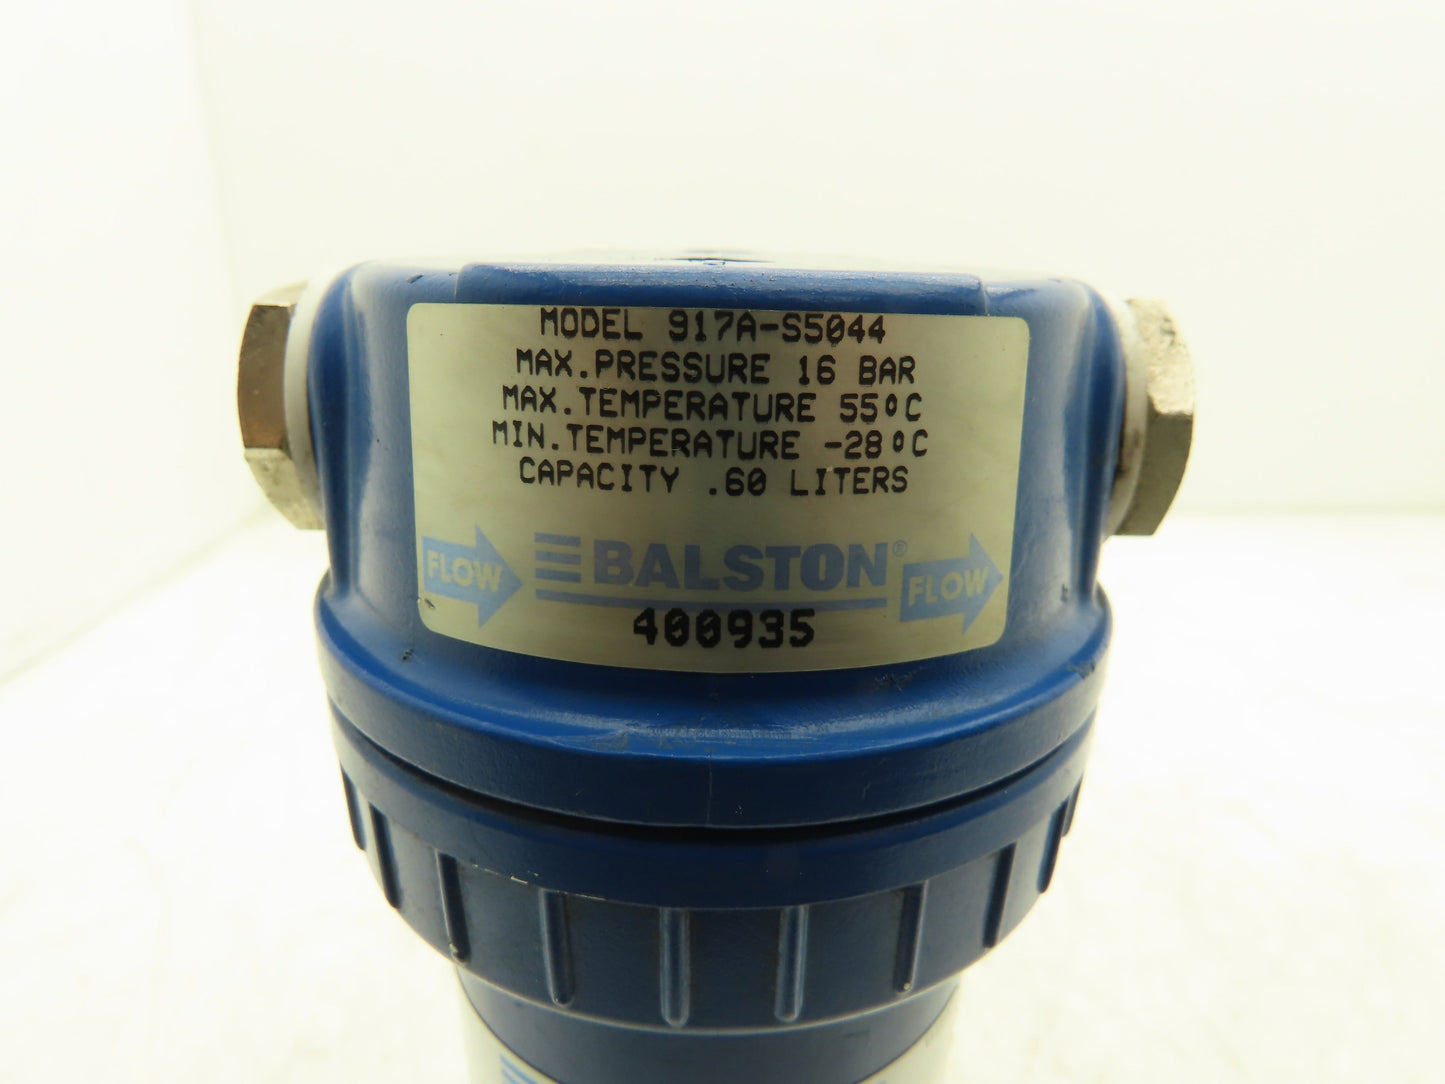 MODEL 917A-S5044
MAX.PRESSURE 16 BAR
MAX.TEMPERATURE 55°C
MIN.TEMPERATURE -28°C
CAPACITY .60 LITERS
FLOW BALSTON® FLOW
400935